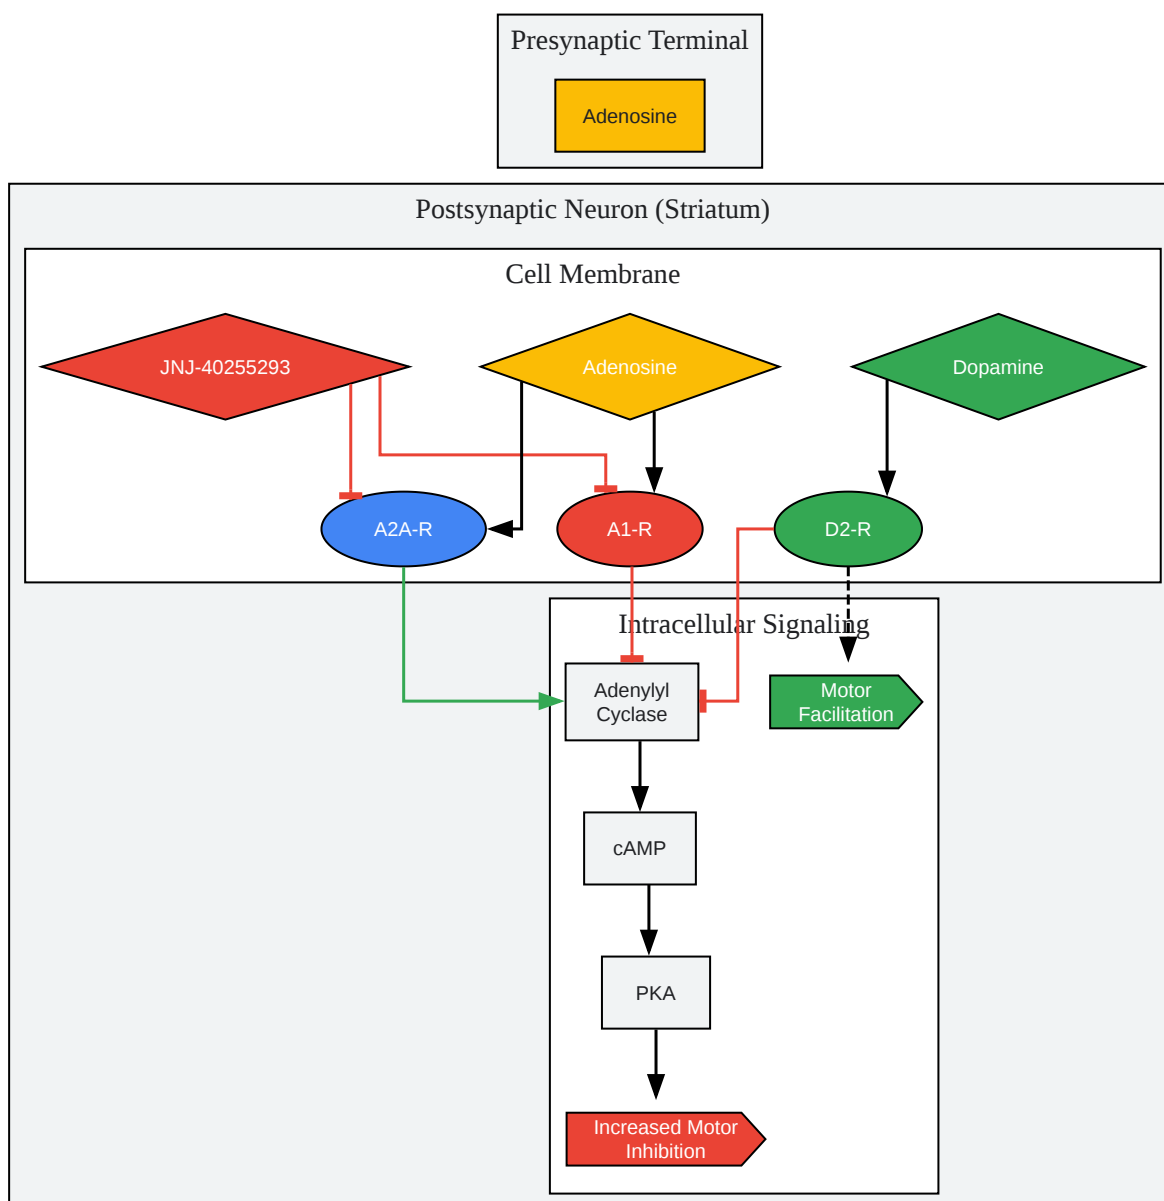 Presynaptic Terminal
Adenosine
Postsynaptic Neuron (Striatum)
Cell Membrane
JNJ-40255293
Adenosine
Dopamine
A2A-R
A1-R
D2-R
Intracellular Signaling
Adenylyl
Cyclase
Motor
Facilitation
cAMP
PKA
Increased Motor
Inhibition